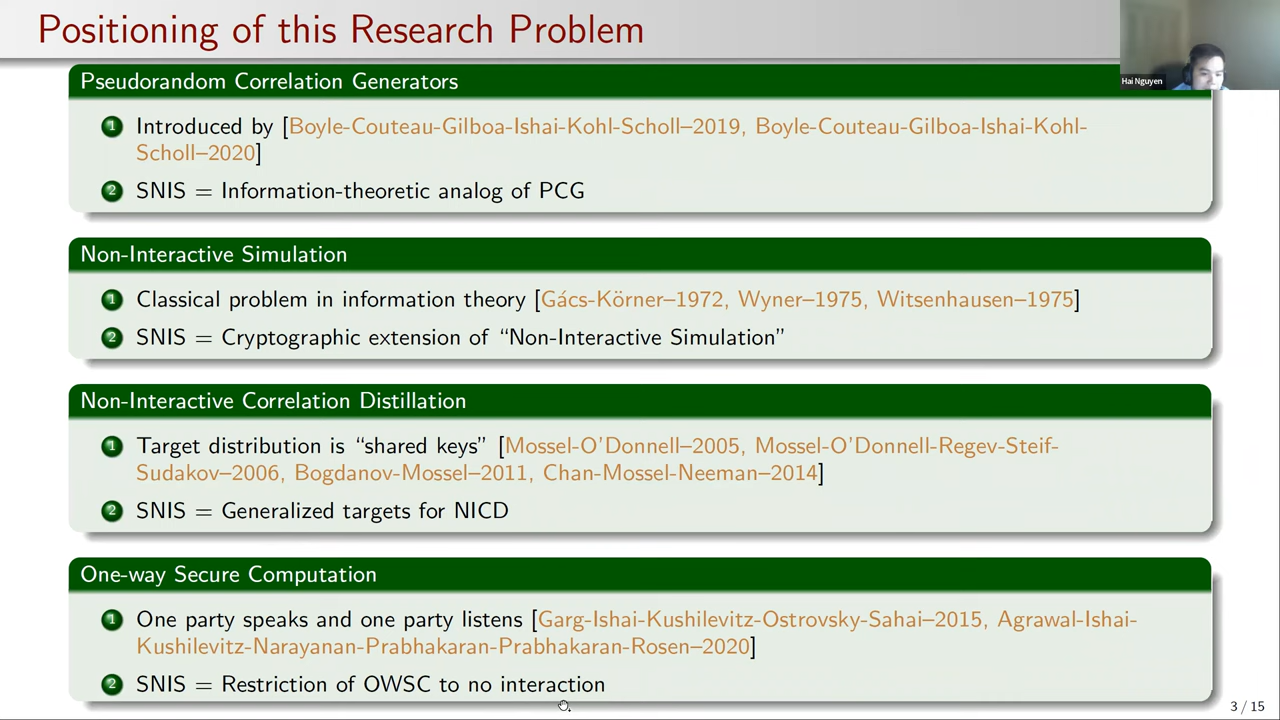 Positioning of this Research Problem
Hai Nguyen
Pseudorandom Correlation Generators
1 Introduced by [Boyle-Couteau-Gilboa-Ishai-Kohl-Scholl–2019, Boyle-Couteau-Gilboa-Ishai-Kohl-
Scholl–2020]
2 SNIS = Information-theoretic analog of PCG
Non-Interactive Simulation
1 Classical problem in information theory [Gács-Körner–1972, Wyner–1975, Witsenhausen–1975]
2 SNIS = Cryptographic extension of “Non-Interactive Simulation”
Non-Interactive Correlation Distillation
1 Target distribution is “shared keys” [Mossel-O'Donnell–2005, Mossel-O'Donnell-Regev-Steif-
Sudakov–2006, Bogdanov-Mossel–2011, Chan-Mossel-Neeman–2014]
2 SNIS = Generalized targets for NICD
One-way Secure Computation
1 One party speaks and one party listens [Garg-Ishai-Kushilevitz-Ostrovsky-Sahai–2015, Agrawal-Ishai-
Kushilevitz-Narayanan-Prabhakaran-Prabhakaran-Rosen–2020]
2 SNIS = Restriction of OWSC to no interaction
3 / 15